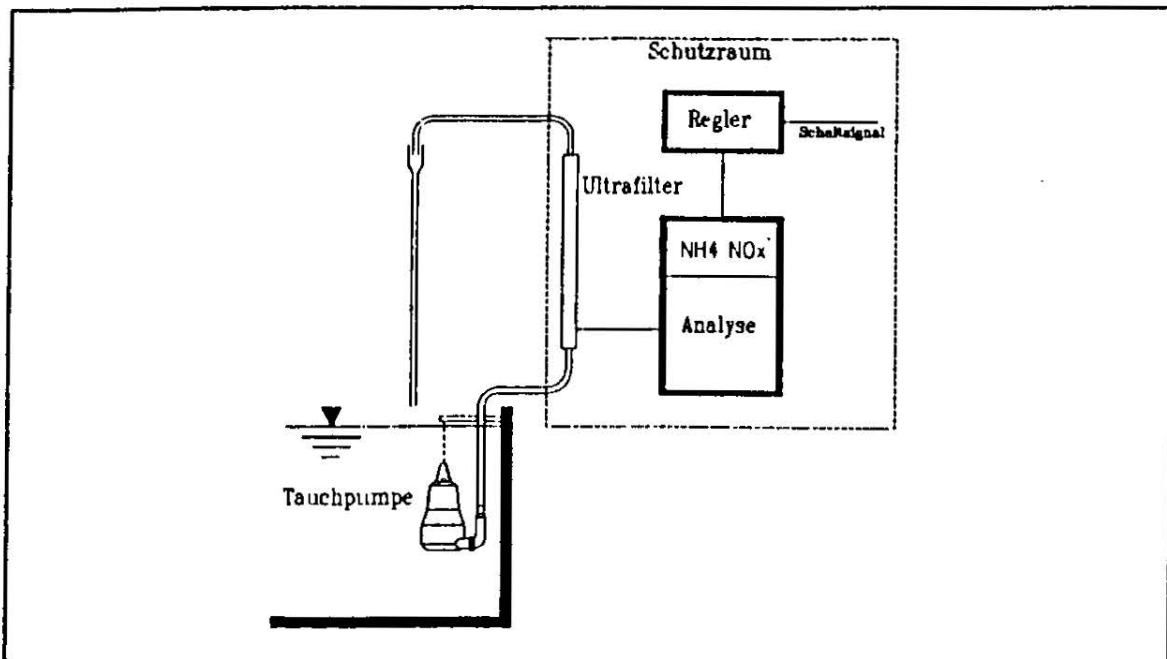 Schutzraum
Regler
Schaltsignal
Ultrafilter
NH4 NOx
Analyse
Tauchpumpe